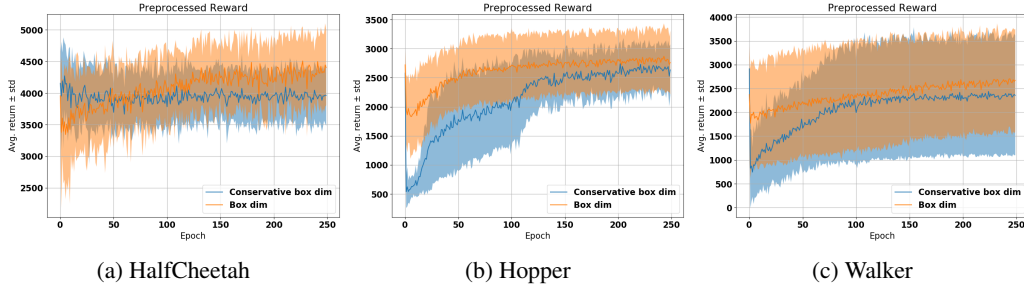 Preprocessed Reward
Avg. return ± std
5000
4500
4000
3500
3000
2500
0
50
100
150
200
250
Epoch
Conservative box dim
Box dim
(a) HalfCheetah
Preprocessed Reward
Avg. return ± std
3500
3000
2500
2000
1500
1000
500
0
50
100
150
200
250
Epoch
Conservative box dim
Box dim
(b) Hopper
Preprocessed Reward
Avg. return ± std
4000
3500
3000
2500
2000
1500
1000
500
0
0
50
100
150
200
250
Epoch
Conservative box dim
Box dim
(c) Walker